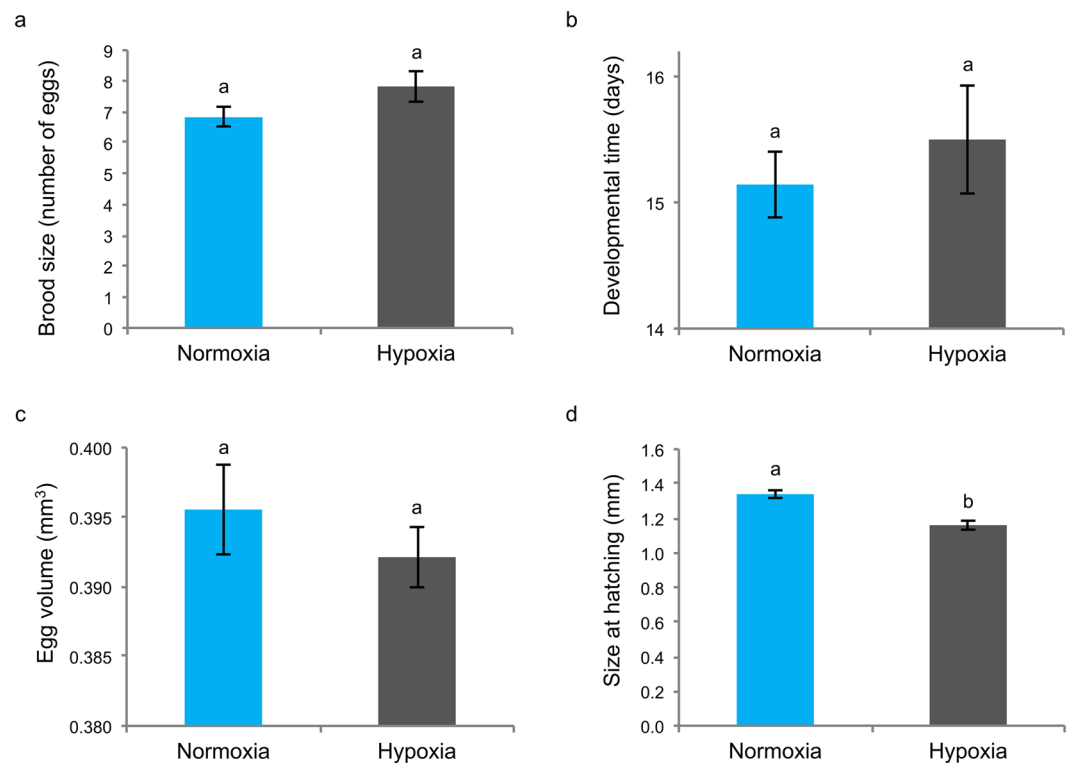 a
Brood size (number of eggs)
9
8
7
6
5
4
3
2
1
0
a
a
Normoxia
Hypoxia
b
Developmental time (days)
16
15
14
a
a
Normoxia
Hypoxia
c
Egg volume (mm³)
0.400
0.395
0.390
0.385
0.380
a
a
Normoxia
Hypoxia
d
Size at hatching (mm)
1.6
1.4
1.2
1.0
0.8
0.6
0.4
0.2
0.0
a
b
Normoxia
Hypoxia